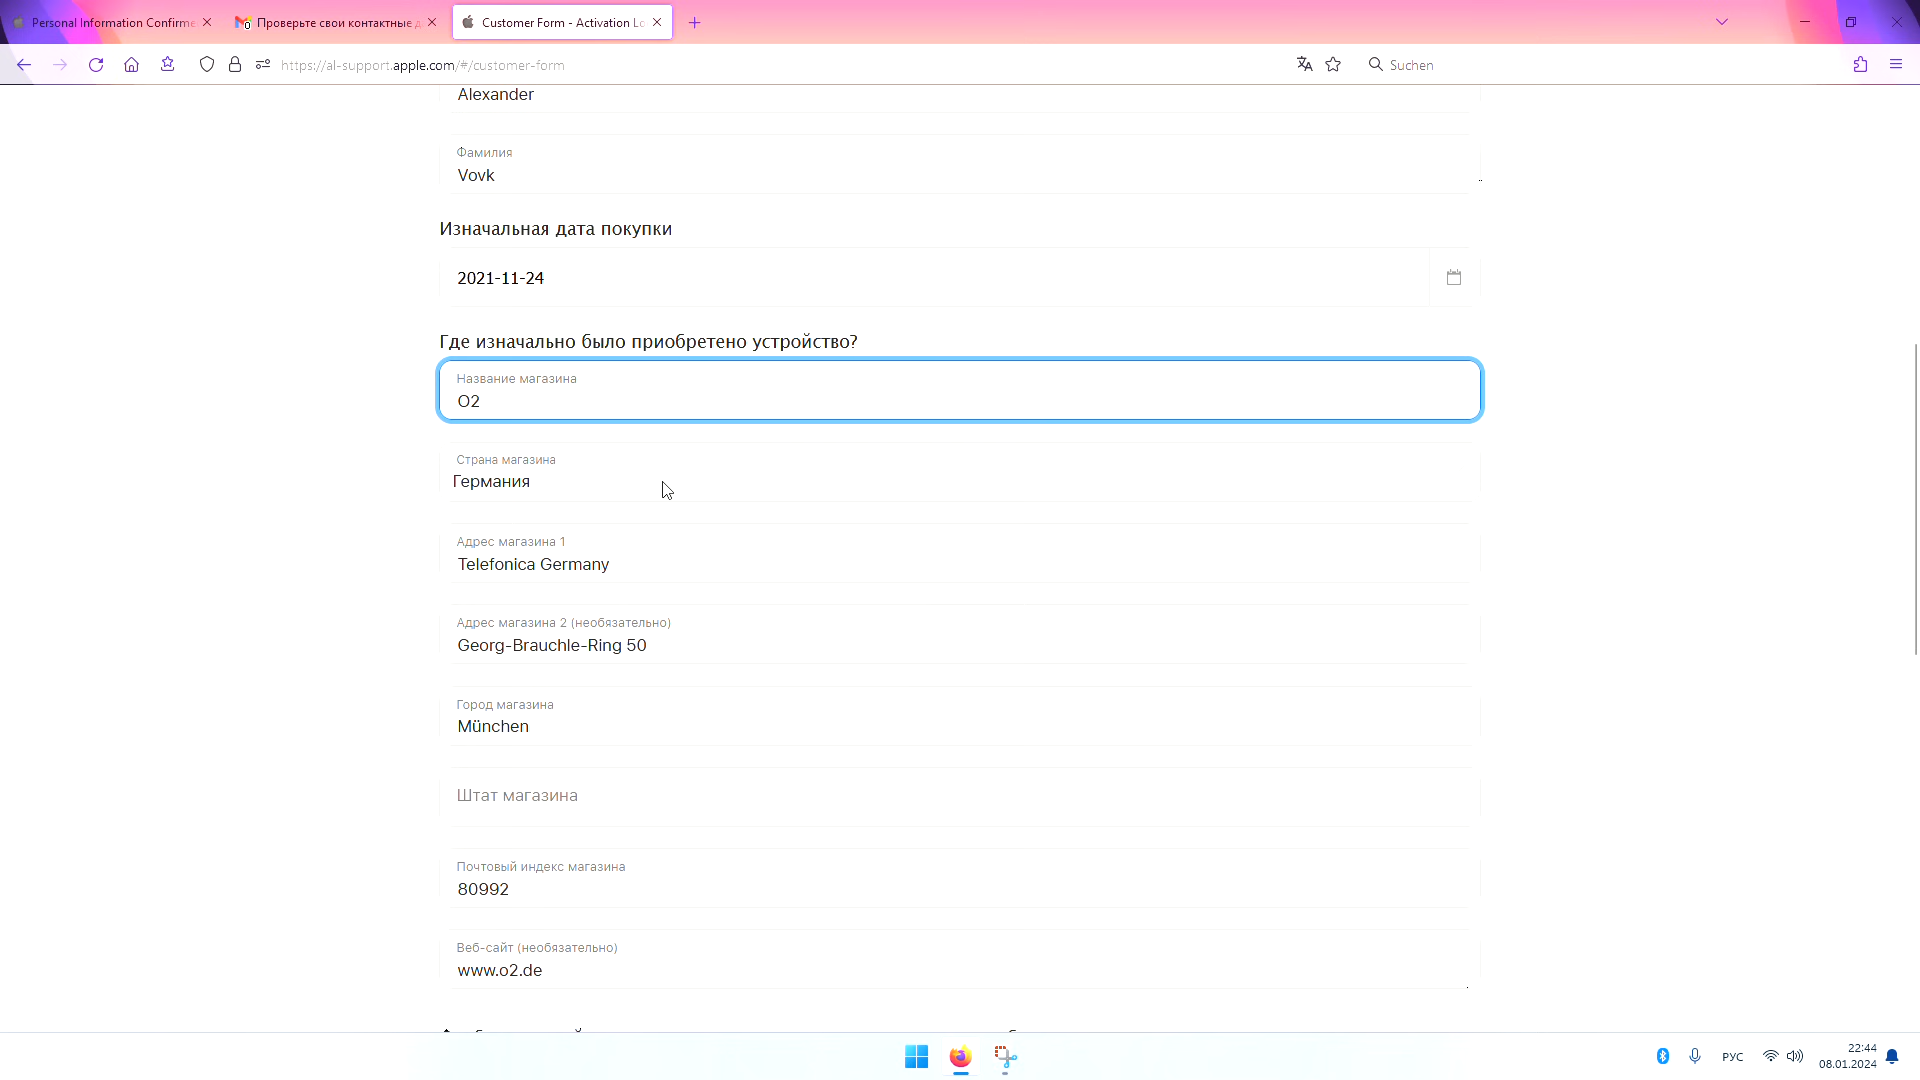 Personal Information Confirme
Проверьте свои контактные д
Customer Form - Activation Lo
https://al-support.apple.com/#/customer-form
Suchen
Alexander
Фамилия
Vovk
Изначальная дата покупки
2021-11-24
Где изначально было приобретено устройство?
Название магазина
O2
Страна магазина
Германия
Адрес магазина 1
Telefonica Germany
Адрес магазина 2 (необязательно)
Georg-Brauchle-Ring 50
Город магазина
München
Штат магазина
Почтовый индекс магазина
80992
Веб-сайт (необязательно)
www.o2.de
РУС
22:44
08.01.2024